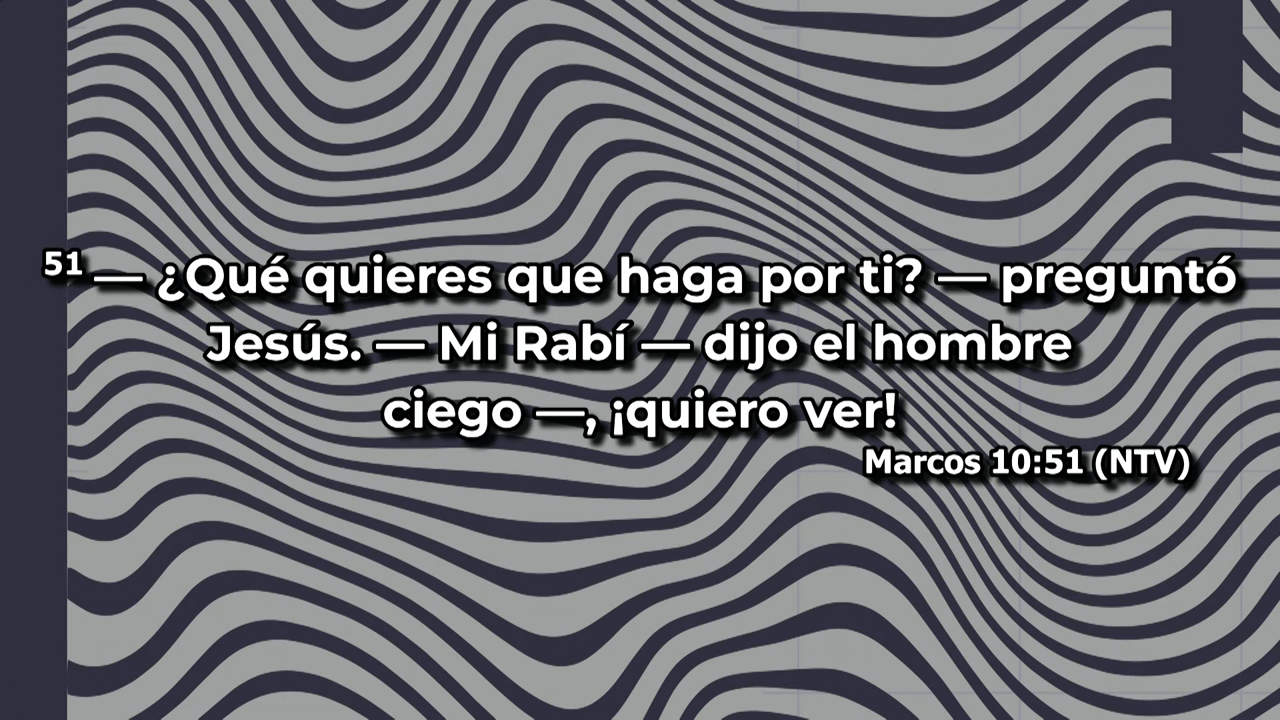 51 — ¿Qué quieres que haga por ti? — preguntó
Jesús. — Mi Rabí — dijo el hombre
ciego —, ¡quiero ver!
Marcos 10:51 (NTV)